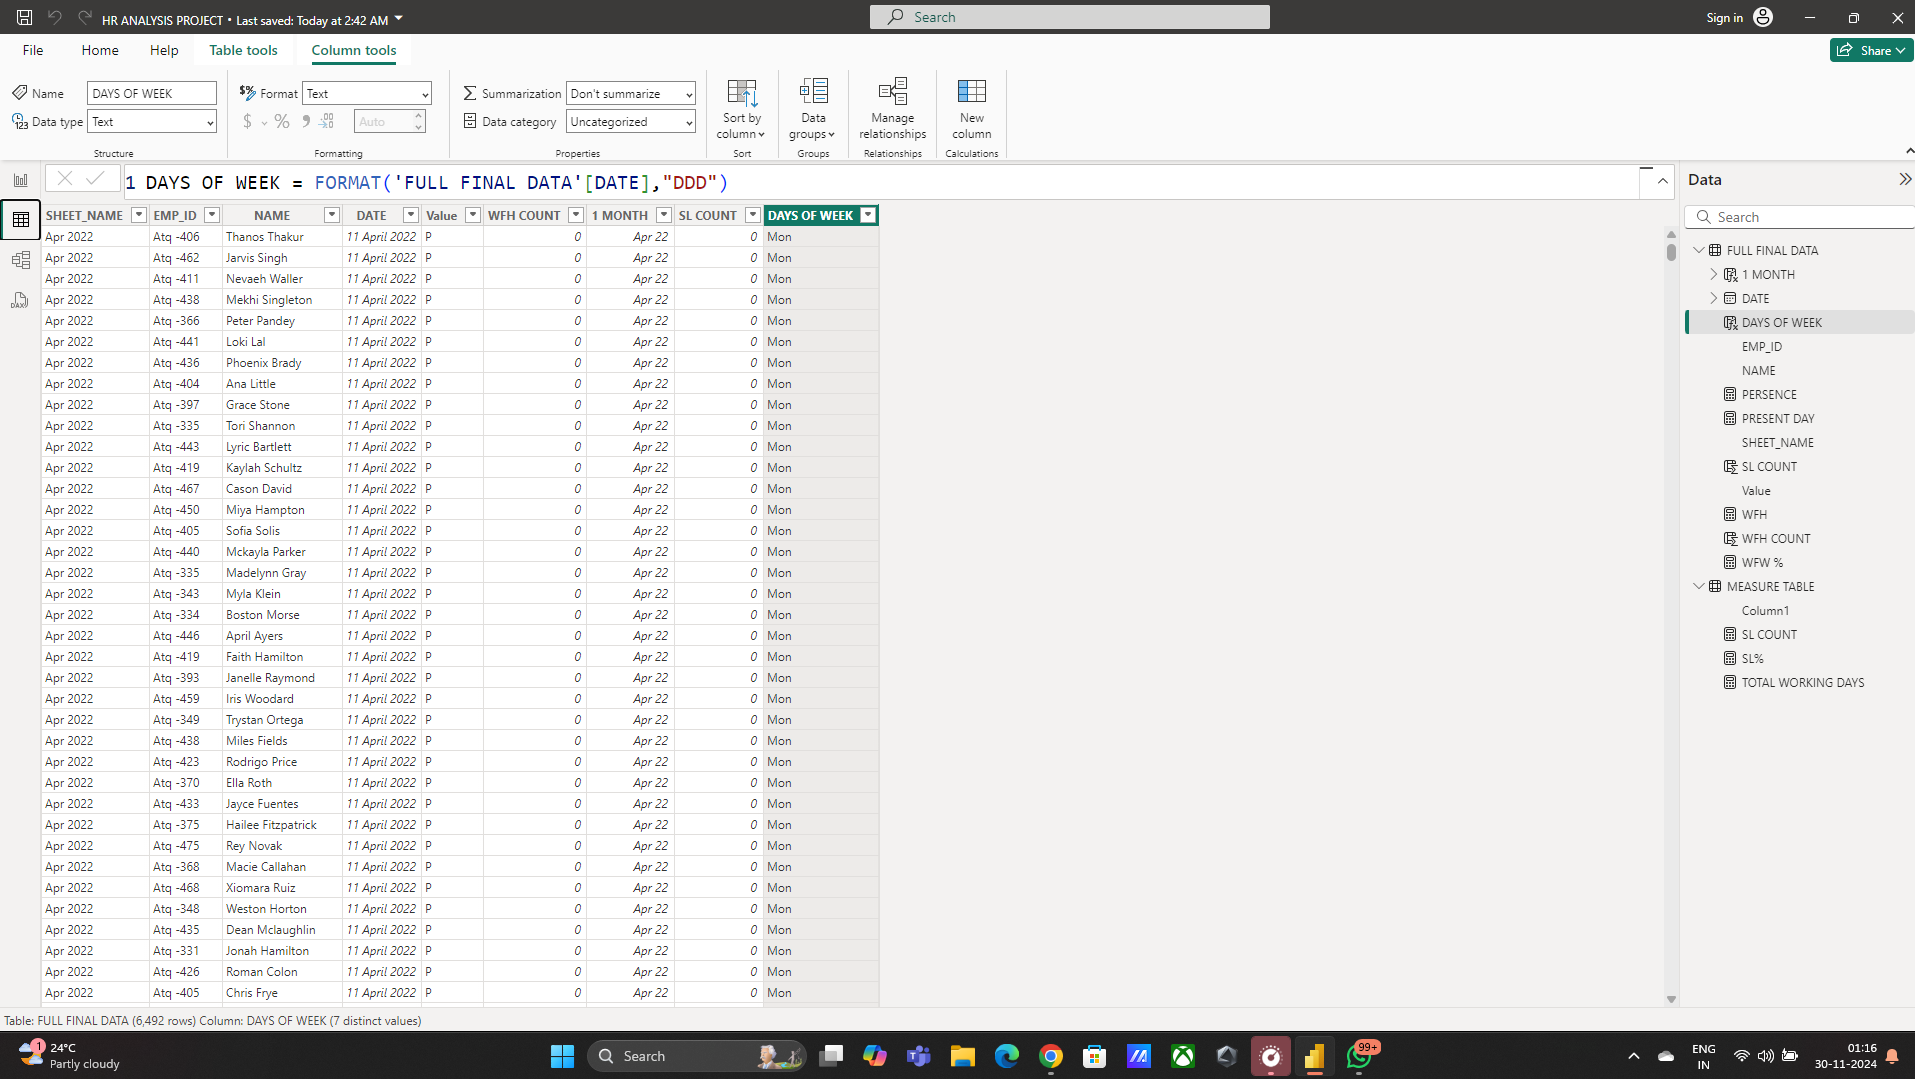 HR ANALYSIS PROJECT • Last saved: Today at 2:42 AM
Search
Sign in
File Home Help Table tools Column tools
Share
Name DAYS OF WEEK
Data type Text
Structure
Format Text
$ % Auto
Formatting
Summarization Don't summarize
Data category Uncategorized
Properties
Sort by
column
Sort
Data
groups
Groups
Manage
relationships
Relationships
New
column
Calculations
1 DAYS OF WEEK = FORMAT('FULL FINAL DATA'[DATE],"DDD")
SHEET_NAME EMP_ID NAME DATE Value WFH COUNT 1 MONTH SL COUNT DAYS OF WEEK
Apr 2022 Atq -406 Thanos Thakur 11 April 2022 P 0 Apr 22 0 Mon
Apr 2022 Atq -462 Jarvis Singh 11 April 2022 P 0 Apr 22 0 Mon
Apr 2022 Atq -411 Nevaeh Waller 11 April 2022 P 0 Apr 22 0 Mon
Apr 2022 Atq -438 Mekhi Singleton 11 April 2022 P 0 Apr 22 0 Mon
Apr 2022 Atq -366 Peter Pandey 11 April 2022 P 0 Apr 22 0 Mon
Apr 2022 Atq -441 Loki Lal 11 April 2022 P 0 Apr 22 0 Mon
Apr 2022 Atq -436 Phoenix Brady 11 April 2022 P 0 Apr 22 0 Mon
Apr 2022 Atq -404 Ana Little 11 April 2022 P 0 Apr 22 0 Mon
Apr 2022 Atq -397 Grace Stone 11 April 2022 P 0 Apr 22 0 Mon
Apr 2022 Atq -335 Tori Shannon 11 April 2022 P 0 Apr 22 0 Mon
Apr 2022 Atq -443 Lyric Bartlett 11 April 2022 P 0 Apr 22 0 Mon
Apr 2022 Atq -419 Kaylah Schultz 11 April 2022 P 0 Apr 22 0 Mon
Apr 2022 Atq -467 Cason David 11 April 2022 P 0 Apr 22 0 Mon
Apr 2022 Atq -450 Miya Hampton 11 April 2022 P 0 Apr 22 0 Mon
Apr 2022 Atq -405 Sofia Solis 11 April 2022 P 0 Apr 22 0 Mon
Apr 2022 Atq -440 Mckayla Parker 11 April 2022 P 0 Apr 22 0 Mon
Apr 2022 Atq -335 Madelynn Gray 11 April 2022 P 0 Apr 22 0 Mon
Apr 2022 Atq -343 Myla Klein 11 April 2022 P 0 Apr 22 0 Mon
Apr 2022 Atq -334 Boston Morse 11 April 2022 P 0 Apr 22 0 Mon
Apr 2022 Atq -446 April Ayers 11 April 2022 P 0 Apr 22 0 Mon
Apr 2022 Atq -419 Faith Hamilton 11 April 2022 P 0 Apr 22 0 Mon
Apr 2022 Atq -393 Janelle Raymond 11 April 2022 P 0 Apr 22 0 Mon
Apr 2022 Atq -459 Iris Woodard 11 April 2022 P 0 Apr 22 0 Mon
Apr 2022 Atq -349 Trystan Ortega 11 April 2022 P 0 Apr 22 0 Mon
Apr 2022 Atq -438 Miles Fields 11 April 2022 P 0 Apr 22 0 Mon
Apr 2022 Atq -423 Rodrigo Price 11 April 2022 P 0 Apr 22 0 Mon
Apr 2022 Atq -370 Ella Roth 11 April 2022 P 0 Apr 22 0 Mon
Apr 2022 Atq -433 Jayce Fuentes 11 April 2022 P 0 Apr 22 0 Mon
Apr 2022 Atq -375 Hailee Fitzpatrick 11 April 2022 P 0 Apr 22 0 Mon
Apr 2022 Atq -475 Rey Novak 11 April 2022 P 0 Apr 22 0 Mon
Apr 2022 Atq -368 Macie Callahan 11 April 2022 P 0 Apr 22 0 Mon
Apr 2022 Atq -468 Xiomara Ruiz 11 April 2022 P 0 Apr 22 0 Mon
Apr 2022 Atq -348 Weston Horton 11 April 2022 P 0 Apr 22 0 Mon
Apr 2022 Atq -435 Dean Mclaughlin 11 April 2022 P 0 Apr 22 0 Mon
Apr 2022 Atq -331 Jonah Hamilton 11 April 2022 P 0 Apr 22 0 Mon
Apr 2022 Atq -426 Roman Colon 11 April 2022 P 0 Apr 22 0 Mon
Apr 2022 Atq -405 Chris Frye 11 April 2022 P 0 Apr 22 0 Mon
Data
Search
FULL FINAL DATA
1 MONTH
DATE
DAYS OF WEEK
EMP_ID
NAME
PERSENCE
PRESENT DAY
SHEET_NAME
SL COUNT
Value
WFH
WFH COUNT
WFW %
MEASURE TABLE
Column1
SL COUNT
SL%
TOTAL WORKING DAYS
Table: FULL FINAL DATA (6,492 rows) Column: DAYS OF WEEK (7 distinct values)
1
24°C
Partly cloudy
Search
99+
ENG
IN
01:16
30-11-2024